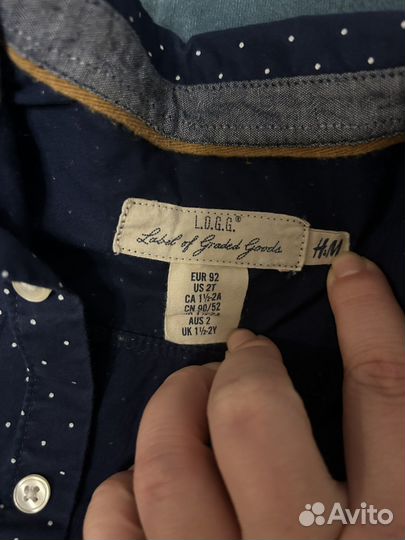 L.O.G.G.®
Label of Graded Goods
H&M
EUR 92
US 2T
CA 1½-2A
CN 90/52
AUS 2
UK 1½-2Y
Avito